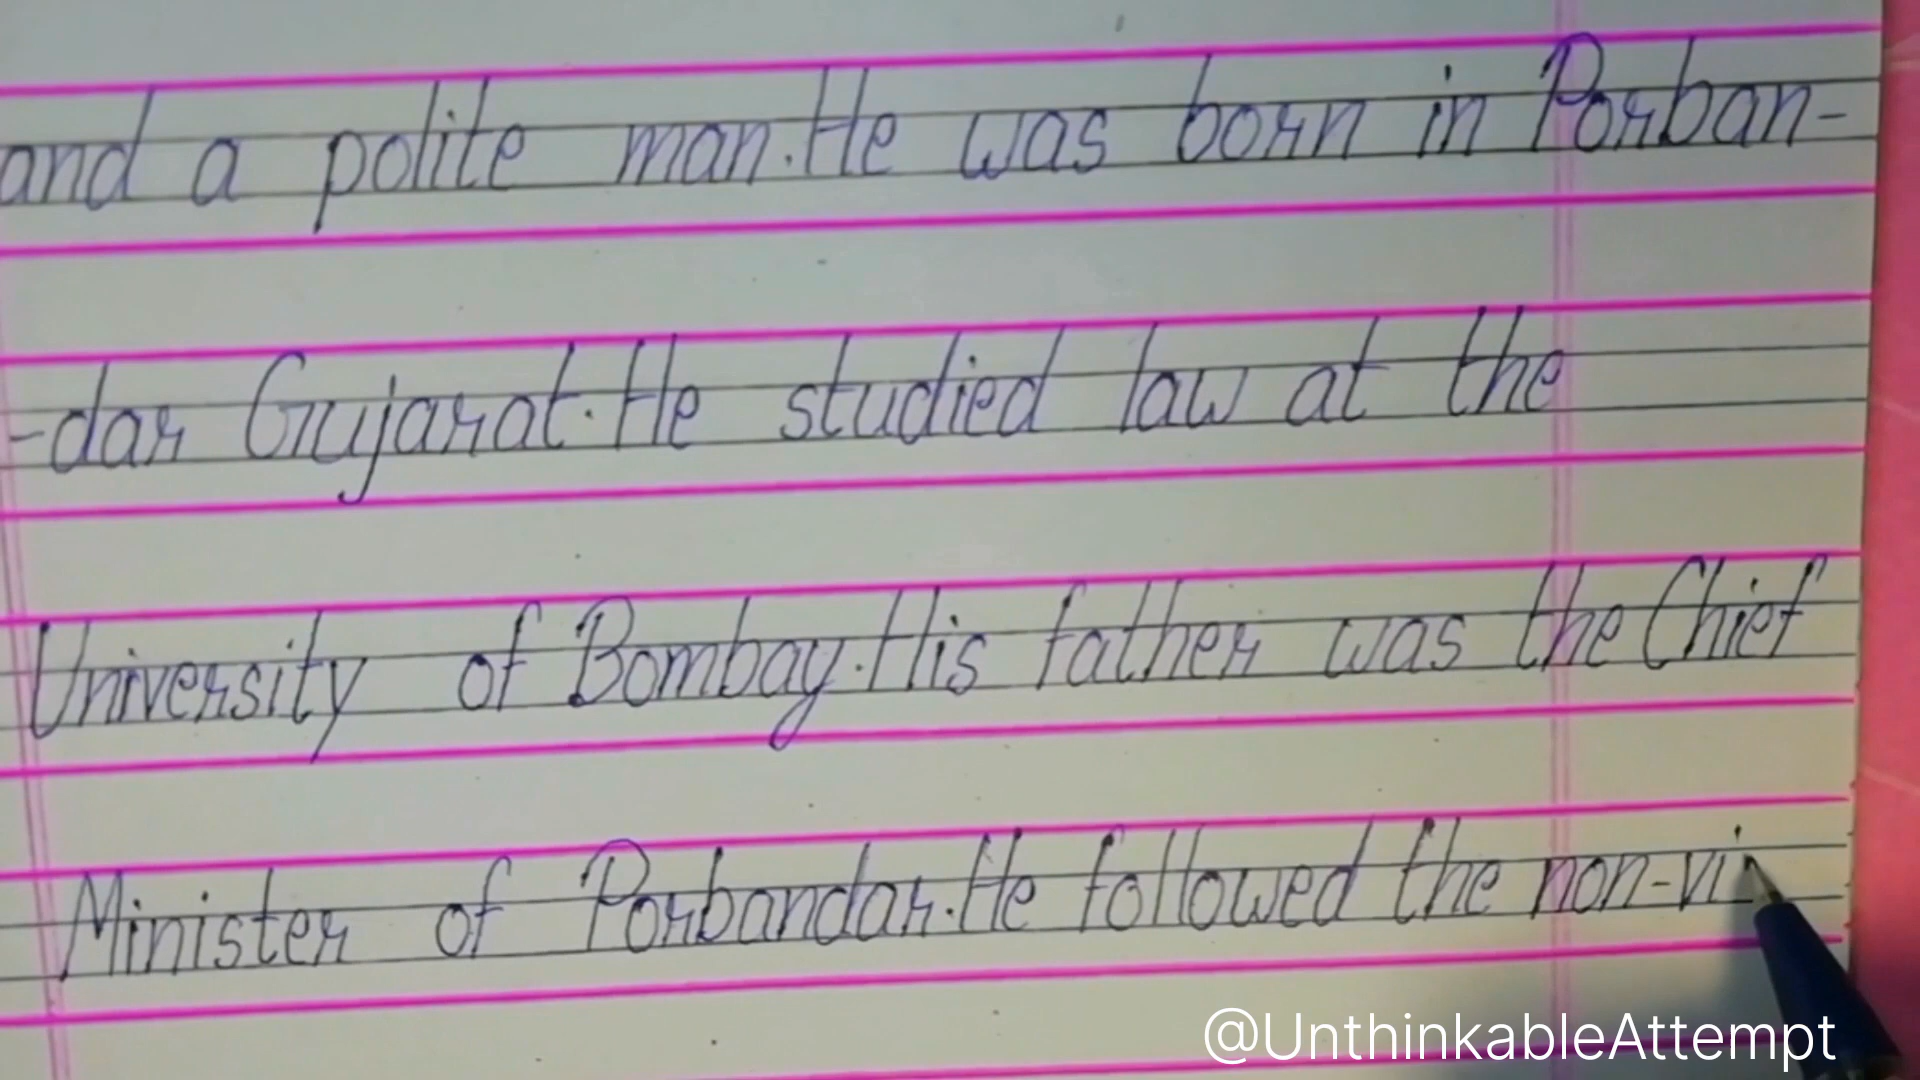 and a polite man. He was born in Porban-
-dar Gujarat. He studied law at the
University of Bombay. His father was the Chief
Minister of Porbandar. He followed the non-vi
@UnthinkableAttempt